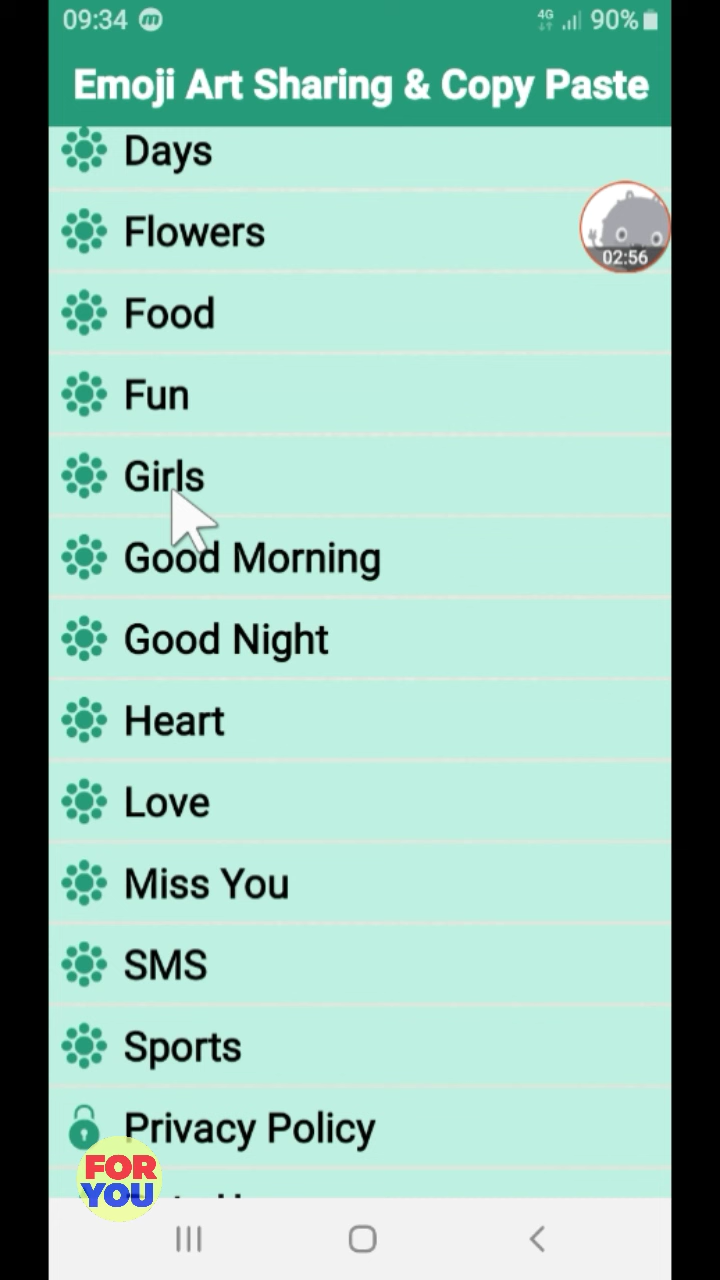 09:34
4G
90%
Emoji Art Sharing & Copy Paste
Days
Flowers
02:56
Food
Fun
Girls
Good Morning
Good Night
Heart
Love
Miss You
SMS
Sports
Privacy Policy
FOR
YOU